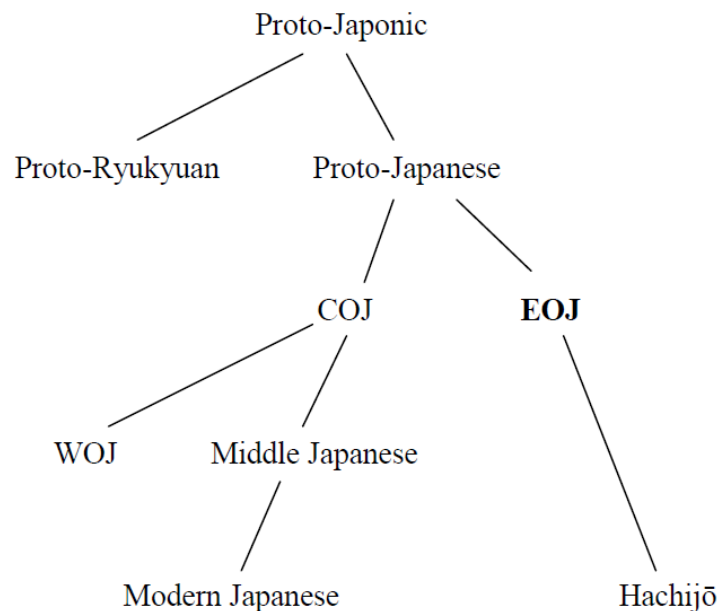 Proto-Japonic
Proto-Ryukyuan Proto-Japanese
COJ EOJ
WOJ Middle Japanese
Modern Japanese Hachijō